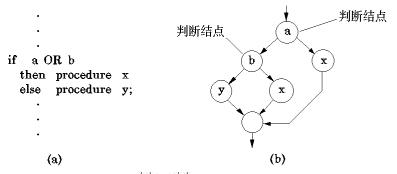 if a OR b
then procedure x
else procedure y;
(a)
判断结点
判断结点
a
b
x
y
x
(b)